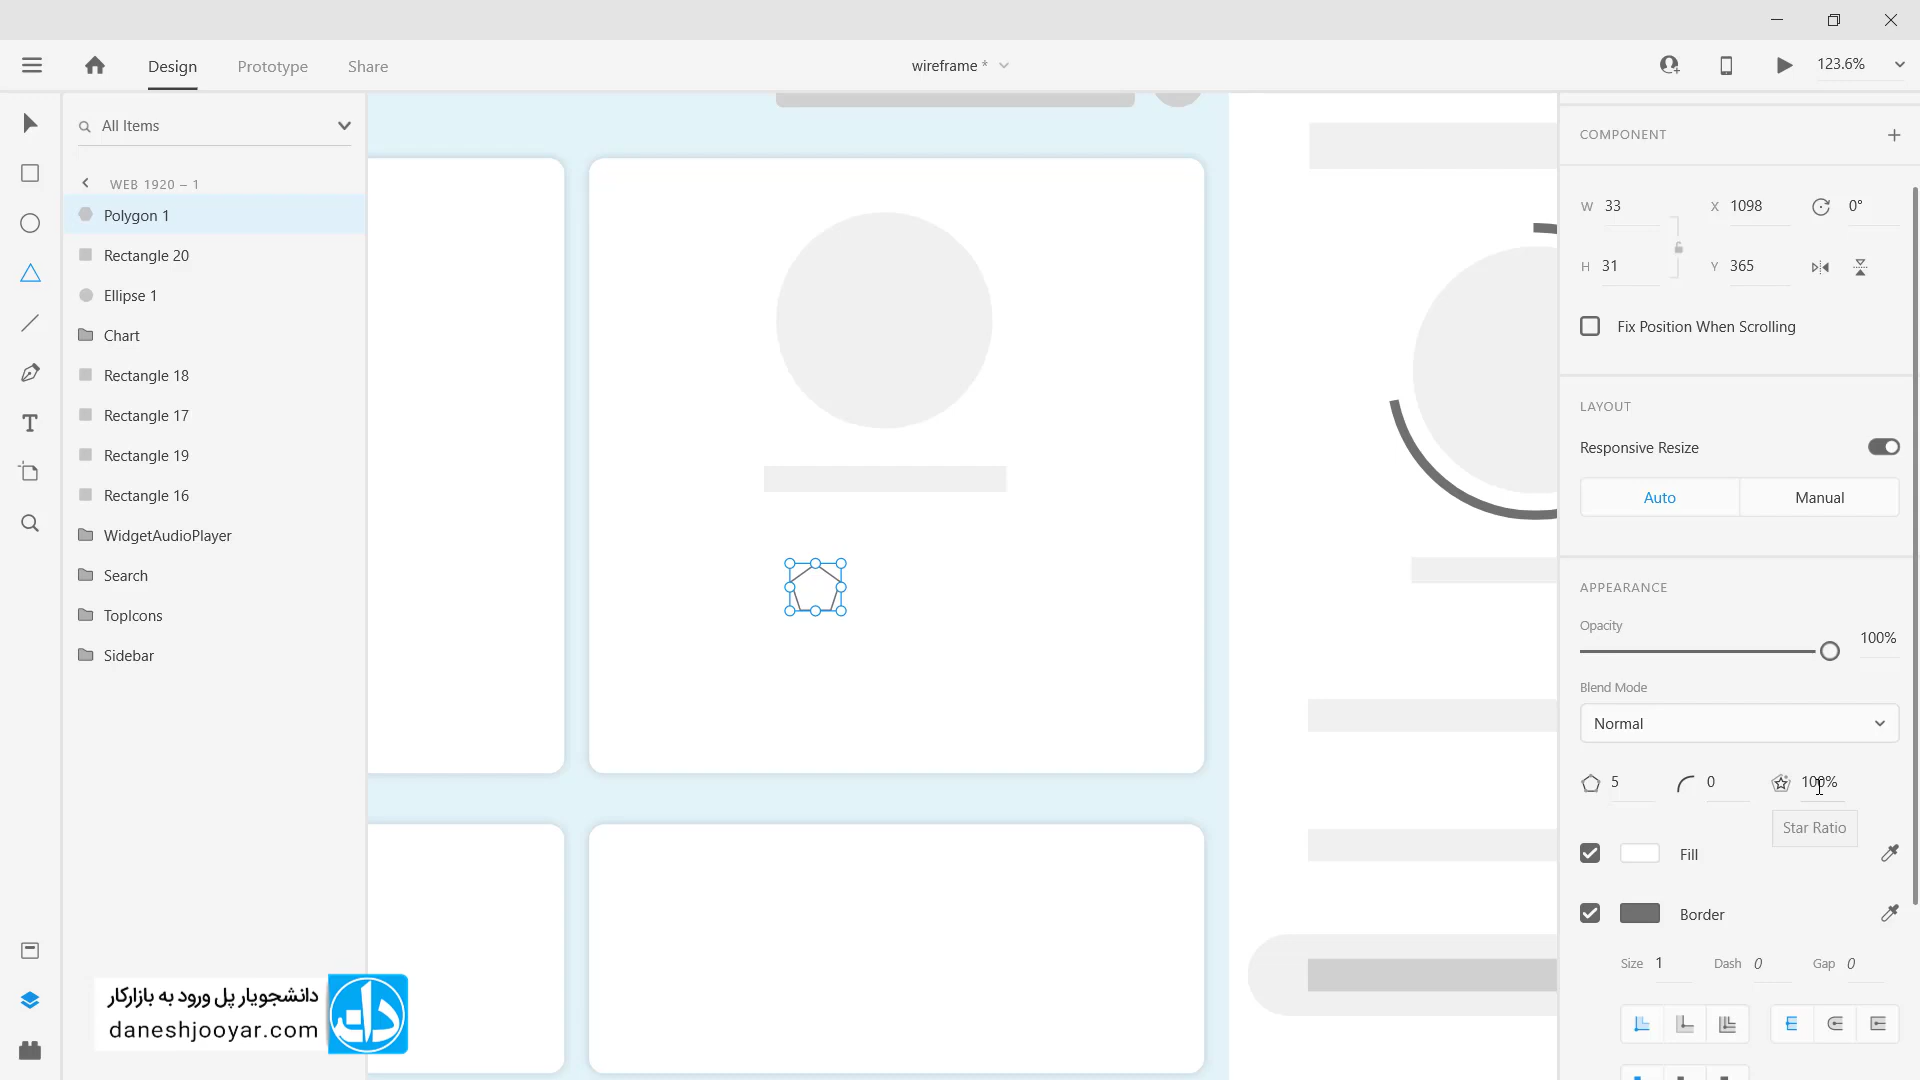 Design
Prototype
Share
wireframe *
123.6%
All Items
WEB 1920 – 1
Polygon 1
Rectangle 20
Ellipse 1
Chart
Rectangle 18
Rectangle 17
Rectangle 19
Rectangle 16
WidgetAudioPlayer
Search
TopIcons
Sidebar
COMPONENT
W 33
X 1098
0°
H 31
Y 365
Fix Position When Scrolling
LAYOUT
Responsive Resize
Auto
Manual
APPEARANCE
Opacity
100%
Blend Mode
Normal
5
0
100%
Star Ratio
Fill
Border
Size 1
Dash 0
Gap 0
دانشجویار پل ورود به بازارکار
daneshjooyar.com